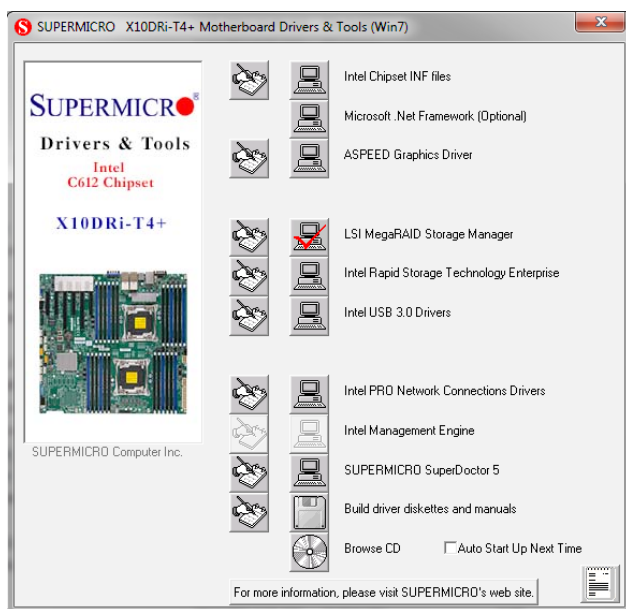 SUPERMICRO   X10DRi-T4+ Motherboard Drivers & Tools (Win7)
SUPERMICR
Drivers & Tools
Intel
C612 Chipset
X10DRi-T4+
SUPERMICRO Computer Inc.
Intel Chipset INF files
Microsoft .Net Framework (Optional)
ASPEED Graphics Driver
LSI MegaRAID Storage Manager
Intel Rapid Storage Technology Enterprise
Intel USB 3.0 Drivers
Intel PRO Network Connections Drivers
Intel Management Engine
SUPERMICRO SuperDoctor 5
Build driver diskettes and manuals
Browse CD
Auto Start Up Next Time
For more information, please visit SUPERMICRO's web site.